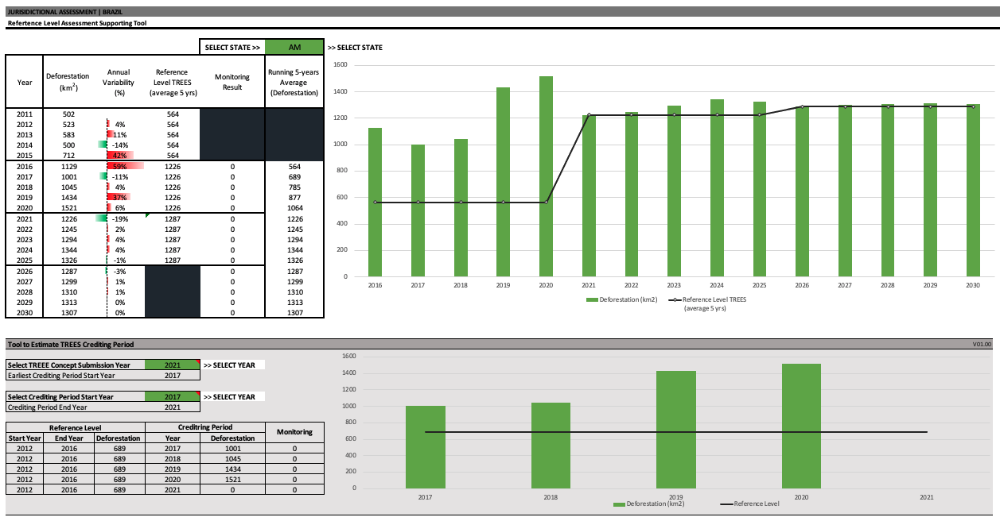 JURISIDICTIONAL ASSESSMENT | BRAZIL
Refertence Level Assessment Supporting Tool
SELECT STATE >> AM >> SELECT STATE
Year Deforestation (km2) Annual Variability (%) Reference Level TREES (average 5 yrs) Monitoring Result Running 5-years Average (Deforestation)
2011 502 564
2012 523 4% 564
2013 583 11% 564
2014 500 -14% 564
2015 712 42% 564
2016 1129 59% 1226 0 564
2017 1001 -11% 1226 0 689
2018 1045 4% 1226 0 785
2019 1434 37% 1226 0 877
2020 1521 6% 1226 0 1064
2021 1226 -19% 1287 0 1226
2022 1245 2% 1287 0 1245
2023 1294 4% 1287 0 1294
2024 1344 4% 1287 0 1344
2025 1326 -1% 1287 0 1326
2026 1287 -3% 0 1287
2027 1299 1% 0 1299
2028 1310 1% 0 1310
2029 1313 0% 0 1313
2030 1307 0% 0 1307
1600
1400
1200
1000
800
600
400
200
0
2016 2017 2018 2019 2020 2021 2022 2023 2024 2025 2026 2027 2028 2029 2030
Deforestation (km2) Reference Level TREES
(average 5 yrs)
Tool to Estimate TREES Crediting Period V01.00
Select TREEE Concept Submission Year 2021 >> SELECT YEAR
Earliest Crediting Period Start Year 2017
Select Crediting Period Start Year 2017 >> SELECT YEAR
Crediting Period End Year 2021
Reference Level Creditring Period Monitoring
Start Year End Year Deforestation Year Deforestation
2012 2016 689 2017 1001 0
2012 2016 689 2018 1045 0
2012 2016 689 2019 1434 0
2012 2016 689 2020 1521 0
2012 2016 689 2021 0 0
1600
1400
1200
1000
800
600
400
200
0
2017 2018 2019 2020 2021
Deforestation (km2) Reference Level